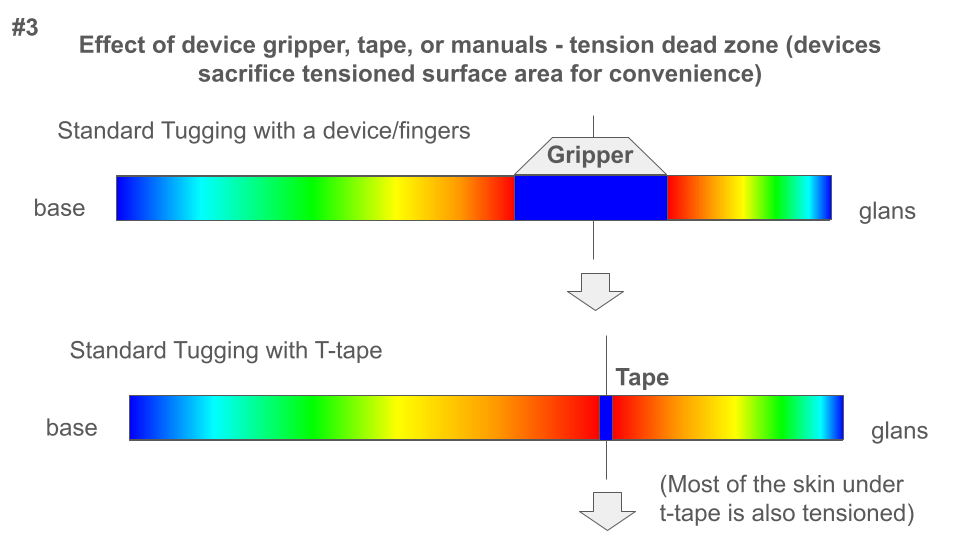 #3
Effect of device gripper, tape, or manuals - tension dead zone (devices
sacrifice tensioned surface area for convenience)
Standard Tugging with a device/fingers
Gripper
base
glans
Standard Tugging with T-tape
Tape
base
glans
(Most of the skin under
t-tape is also tensioned)